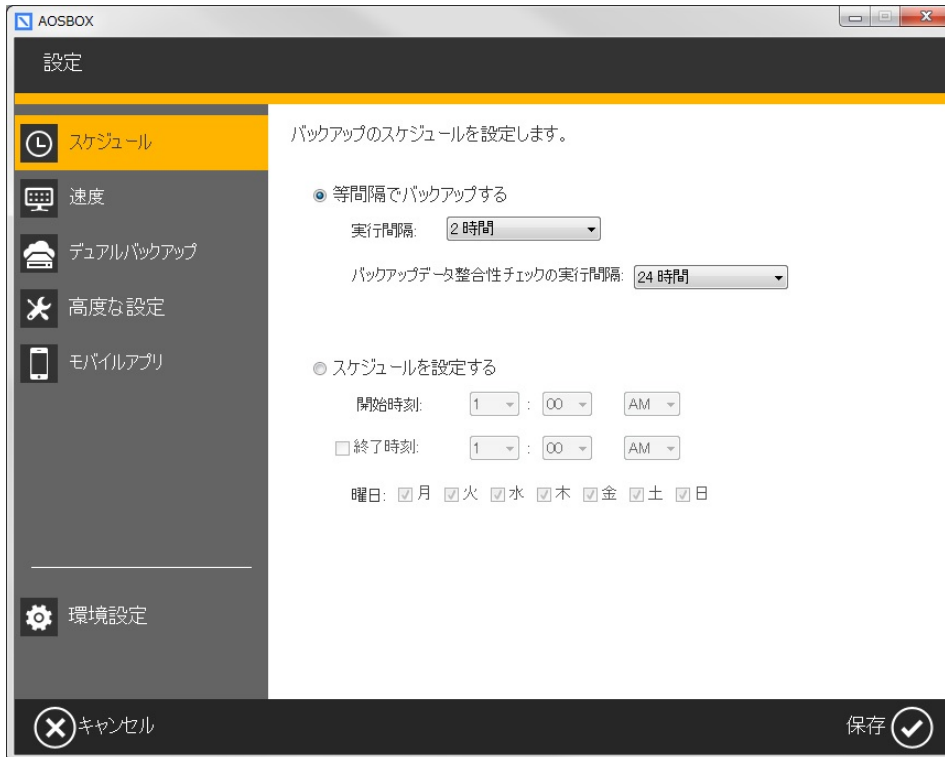 AOSBOX
設定
スケジュール
速度
デュアルバックアップ
高度な設定
モバイルアプリ
環境設定
バックアップのスケジュールを設定します。
等間隔でバックアップする
実行間隔: 2 時間
バックアップデータ整合性チェックの実行間隔: 24 時間
スケジュールを設定する
開始時刻: 1 : 00 AM
終了時刻: 1 : 00 AM
曜日: 月 火 水 木 金 土 日
キャンセル
保存